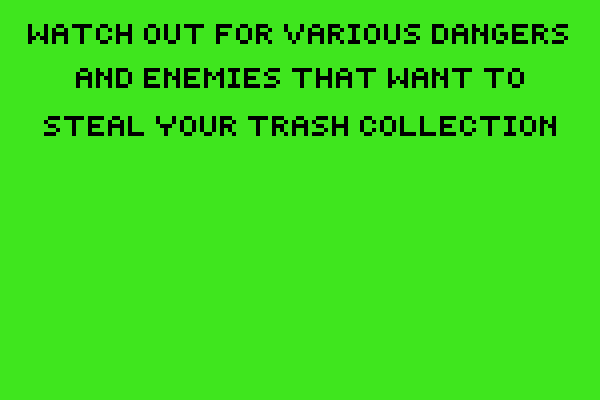 WATCH OUT FOR VARIOUS DANGERS
AND ENEMIES THAT WANT TO
STEAL YOUR TRASH COLLECTION